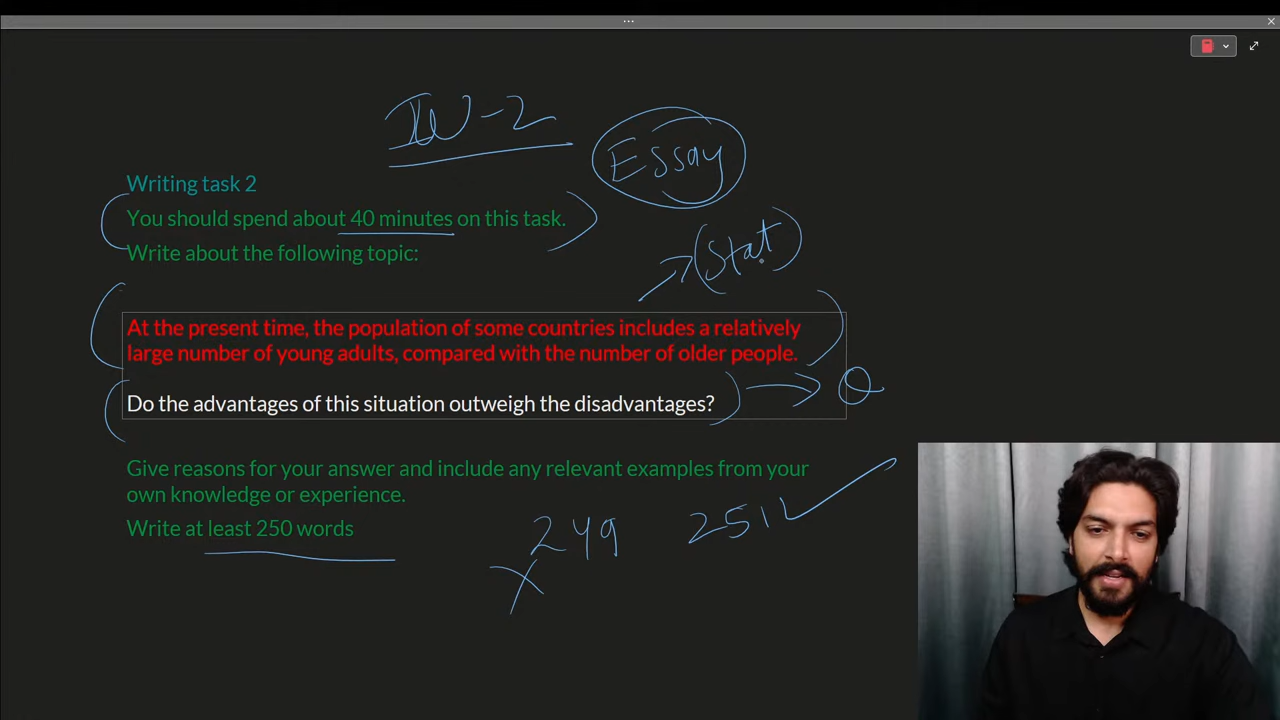 IW-2
Essay
Writing task 2
You should spend about 40 minutes on this task.
Write about the following topic:
(Stat)
At the present time, the population of some countries includes a relatively
large number of young adults, compared with the number of older people.
Do the advantages of this situation outweigh the disadvantages?
Q
Give reasons for your answer and include any relevant examples from your
own knowledge or experience.
Write at least 250 words
249 251